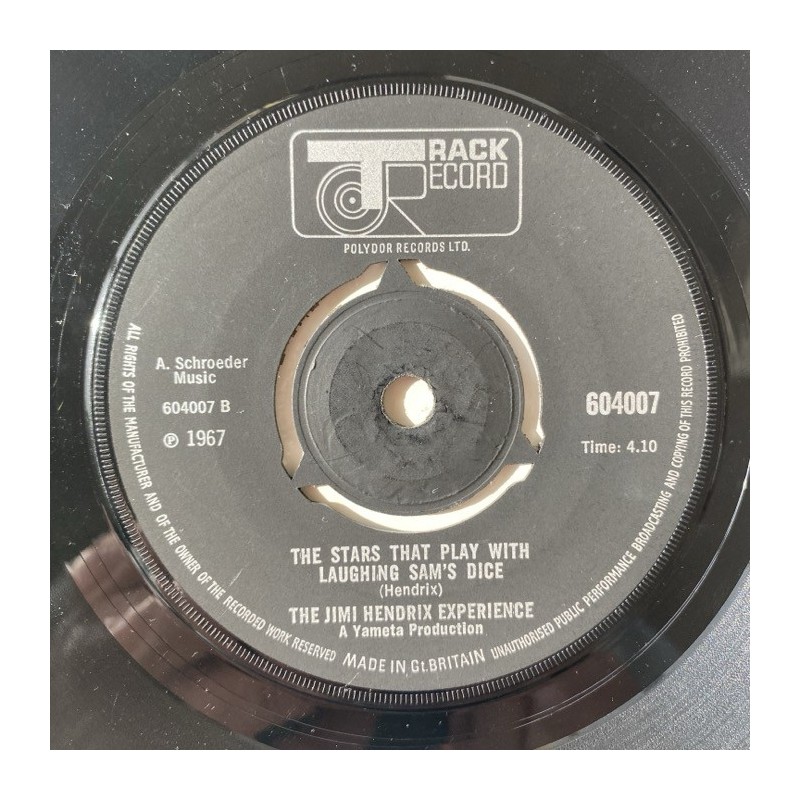 TRACK
RECORD
POLYDOR RECORDS LTD.
A. Schroeder
Music
604007 B
℗ 1967
604007
Time: 4.10
THE STARS THAT PLAY WITH
LAUGHING SAM'S DICE
(Hendrix)
THE JIMI HENDRIX EXPERIENCE
A Yameta Production
ALL RIGHTS OF THE MANUFACTURER AND OF THE OWNER OF THE RECORDED WORK RESERVED
MADE IN Gt. BRITAIN
UNAUTHORISED PUBLIC PERFORMANCE BROADCASTING AND COPYING OF THIS RECORD PROHIBITED